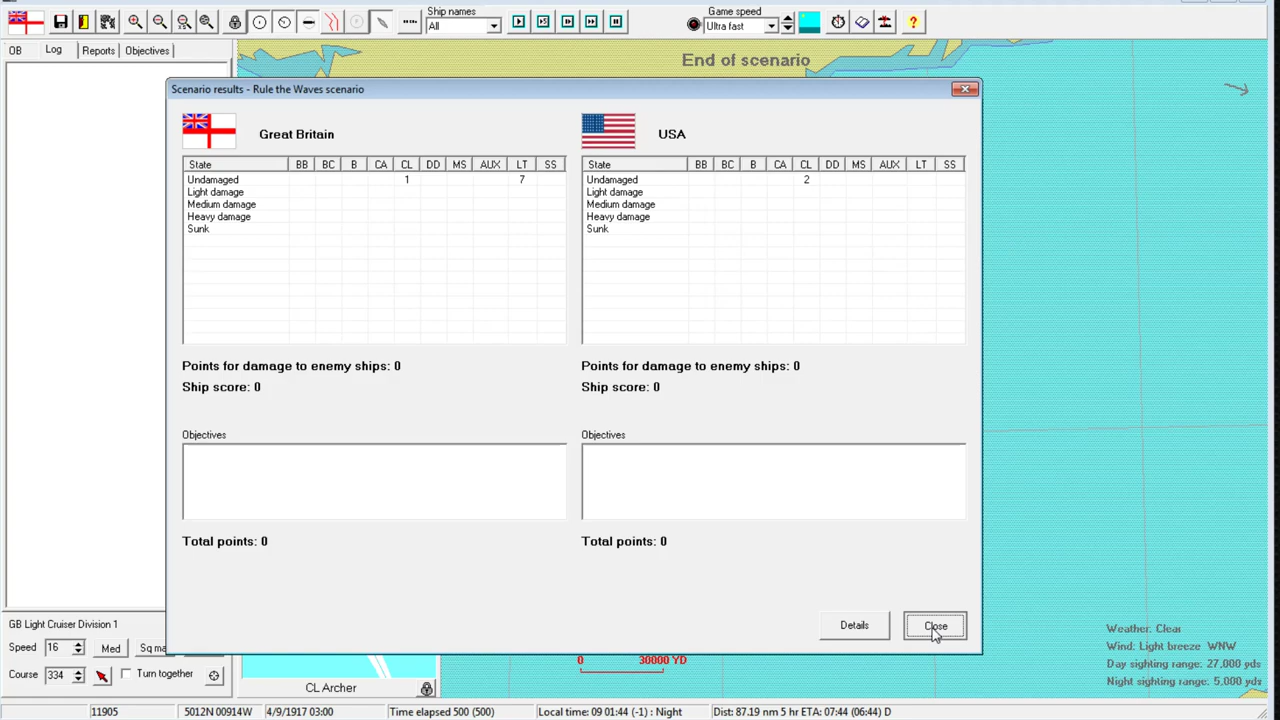 Ship names
All
Game speed
Ultra fast
?
OB
Log
Reports
Objectives
End of scenario
Scenario results - Rule the Waves scenario
Great Britain
USA
State BB BC B CA CL DD MS AUX LT SS
Undamaged 1 7
Light damage
Medium damage
Heavy damage
Sunk
State BB BC B CA CL DD MS AUX LT SS
Undamaged 2
Light damage
Medium damage
Heavy damage
Sunk
Points for damage to enemy ships: 0
Ship score: 0
Points for damage to enemy ships: 0
Ship score: 0
Objectives
Objectives
Total points: 0
Total points: 0
Details
Close
GB Light Cruiser Division 1
Speed 16 Med Sq ma
Course 334 Turn together
0 30000 YD
CL Archer
Weather: Clear
Wind: Light breeze WNW
Day sighting range: 27,000 yds
Night sighting range: 5,000 yds
11905 5012N 00914W 4/9/1917 03:00 Time elapsed 500 (500) Local time: 09 01:44 (-1) : Night Dist: 87.19 nm 5 hr ETA: 07:44 (06:44) D